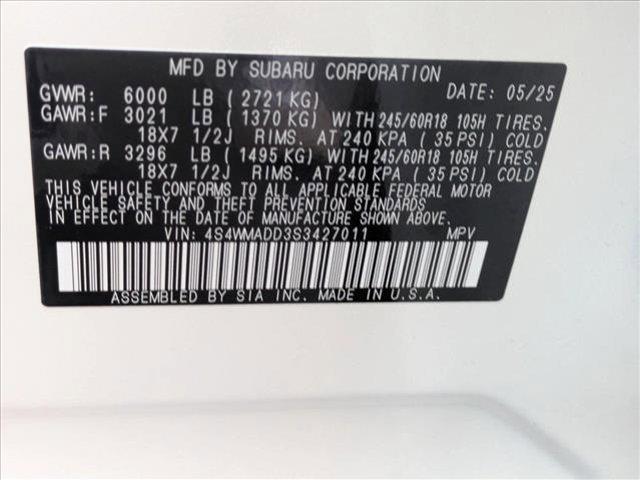 MFD BY SUBARU CORPORATION DATE: 05/25
GVWR: 6000 LB ( 2721 KG)
GAWR:F 3021 LB ( 1370 KG) WITH 245/60R18 105H TIRES.
18X7 1/2J RIMS. AT 240 KPA ( 35 PSI) COLD
GAWR:R 3296 LB ( 1495 KG) WITH 245/60R18 105H TIRES.
18X7 1/2J RIMS. AT 240 KPA ( 35 PSI) COLD
THIS VEHICLE CONFORMS TO ALL APPLICABLE FEDERAL MOTOR
VEHICLE SAFETY AND THEFT PREVENTION STANDARDS
IN EFFECT ON THE DATE OF MANUFACTURE SHOWN ABOVE.
VIN: 4S4WMADD3S3427011 MPV
ASSEMBLED BY SIA INC. MADE IN U.S.A.